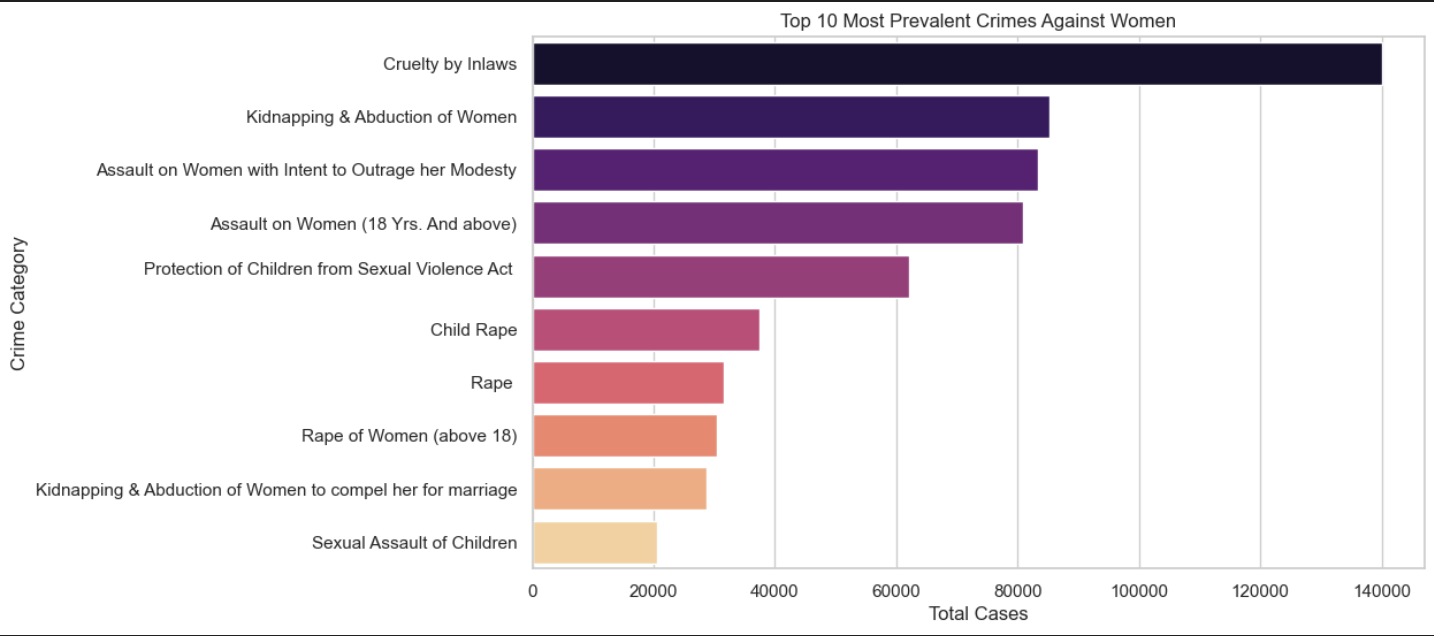 Top 10 Most Prevalent Crimes Against Women
Crime Category
Cruelty by Inlaws
Kidnapping & Abduction of Women
Assault on Women with Intent to Outrage her Modesty
Assault on Women (18 Yrs. And above)
Protection of Children from Sexual Violence Act
Child Rape
Rape
Rape of Women (above 18)
Kidnapping & Abduction of Women to compel her for marriage
Sexual Assault of Children
0 20000 40000 60000 80000 100000 120000 140000
Total Cases